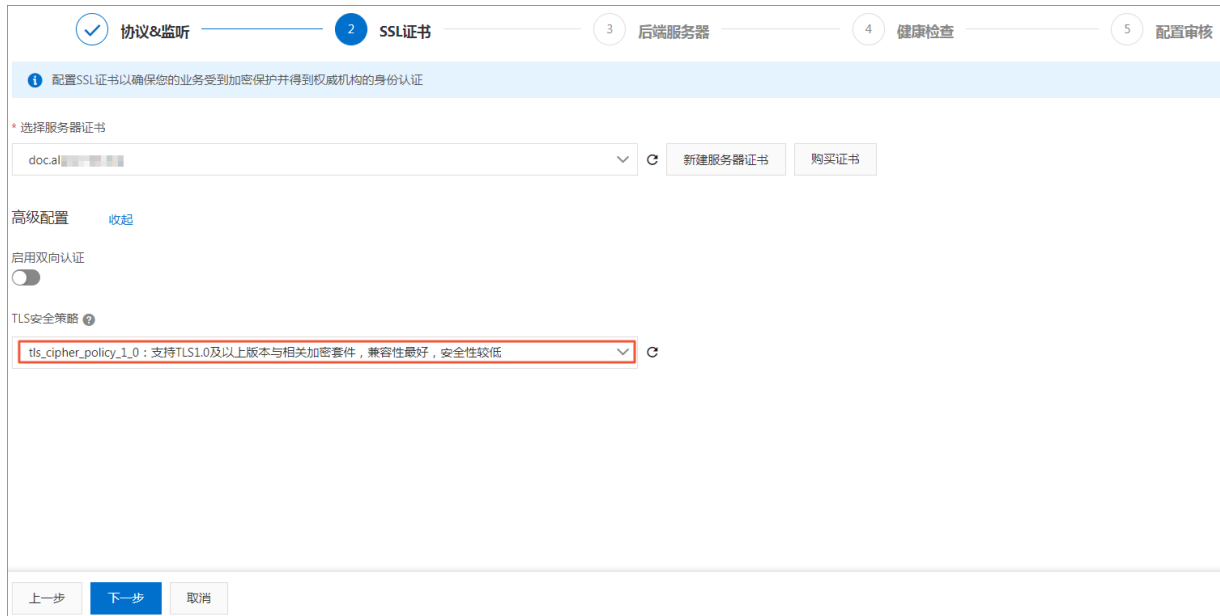 协议&监听
2 SSL证书
3 后端服务器
4 健康检查
5 配置审核
配置SSL证书以确保您的业务受到加密保护并得到权威机构的身份认证
* 选择服务器证书
doc.al
新建服务器证书 购买证书
高级配置 收起
启用双向认证
TLS安全策略 ?
tls_cipher_policy_1_0：支持TLS1.0及以上版本与相关加密套件，兼容性最好，安全性较低
上一步 下一步 取消